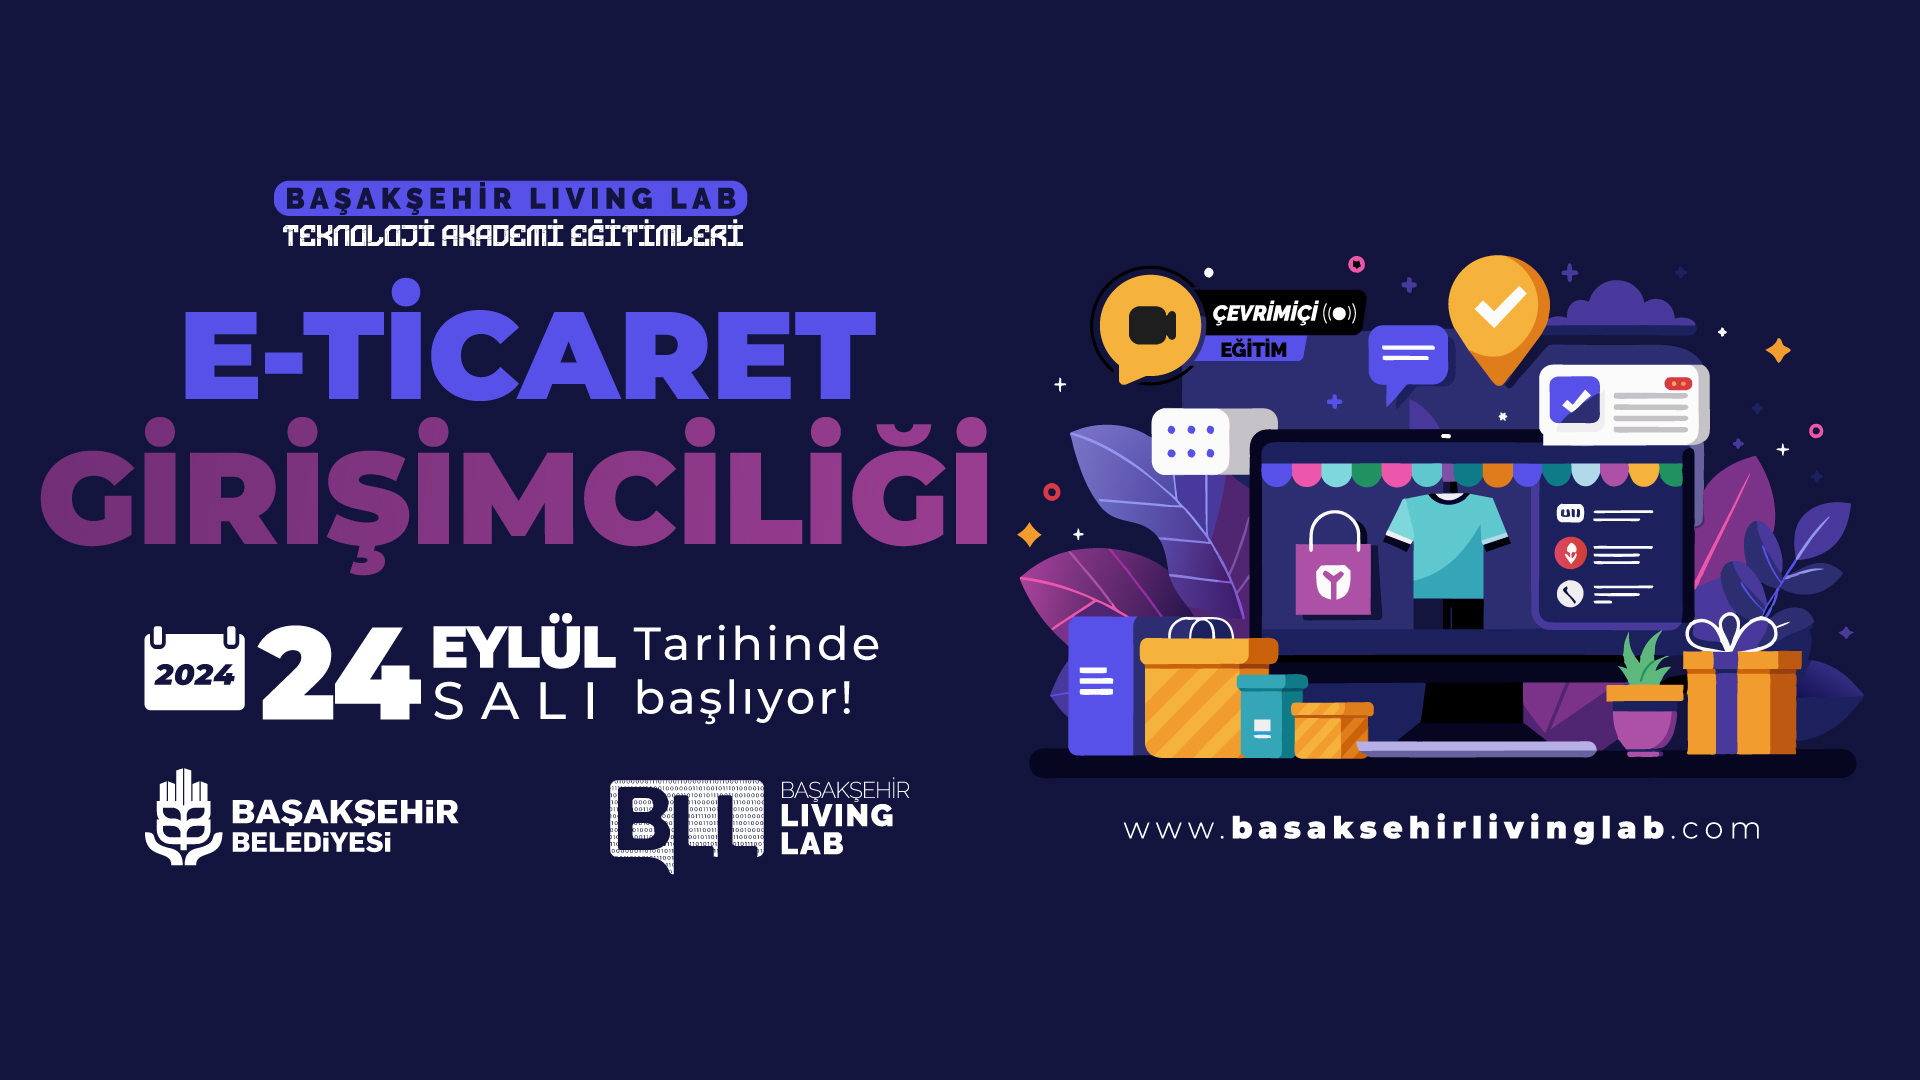 BAŞAKŞEHİR LIVING LAB
TEKNOLOJİ AKADEMİ EĞİTİMLERİ
E-TİCARET
GİRİŞİMCİLİĞİ
2024
24 EYLÜL SALI
Tarihinde başlıyor!
BAŞAKŞEHİR
BELEDİYESİ
BLL
BAŞAKŞEHİR
LIVING
LAB
ÇEVRİMİÇİ
EĞİTİM
www.basaksehirlivinglab.com